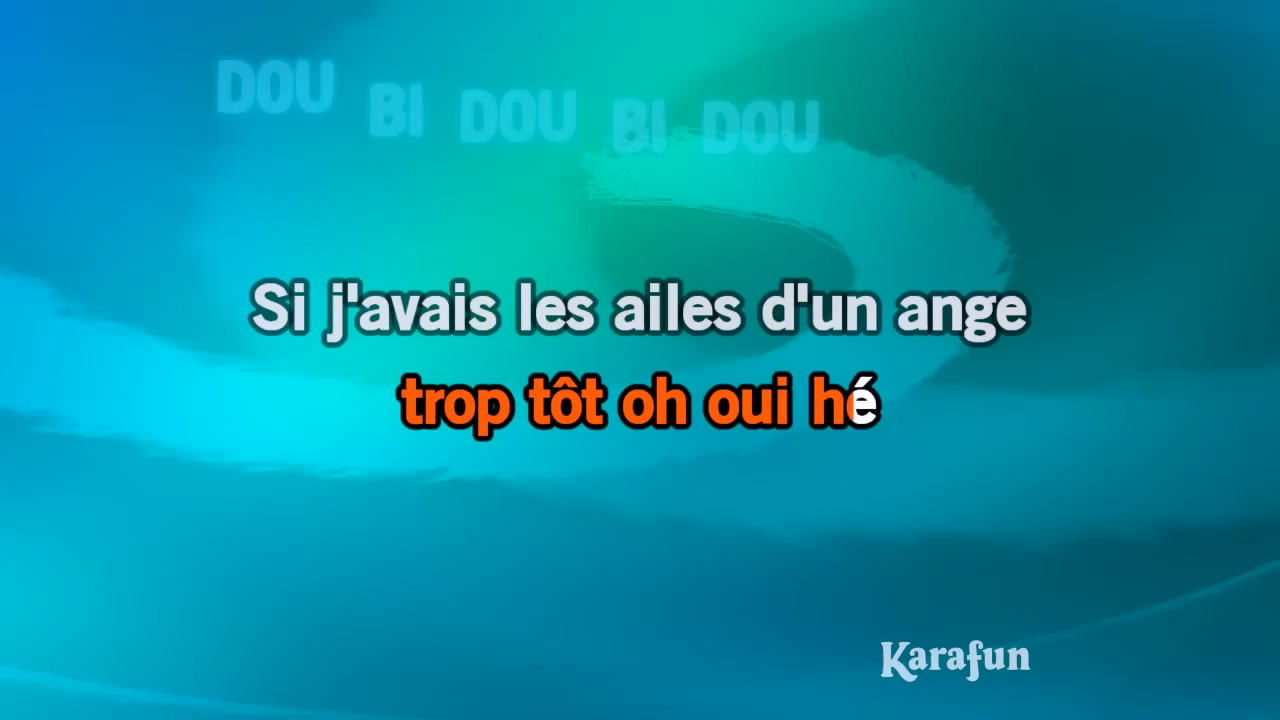 DOU BI DOU BI DOU
Si j'avais les ailes d'un ange
trop tôt oh oui hé
Karafun